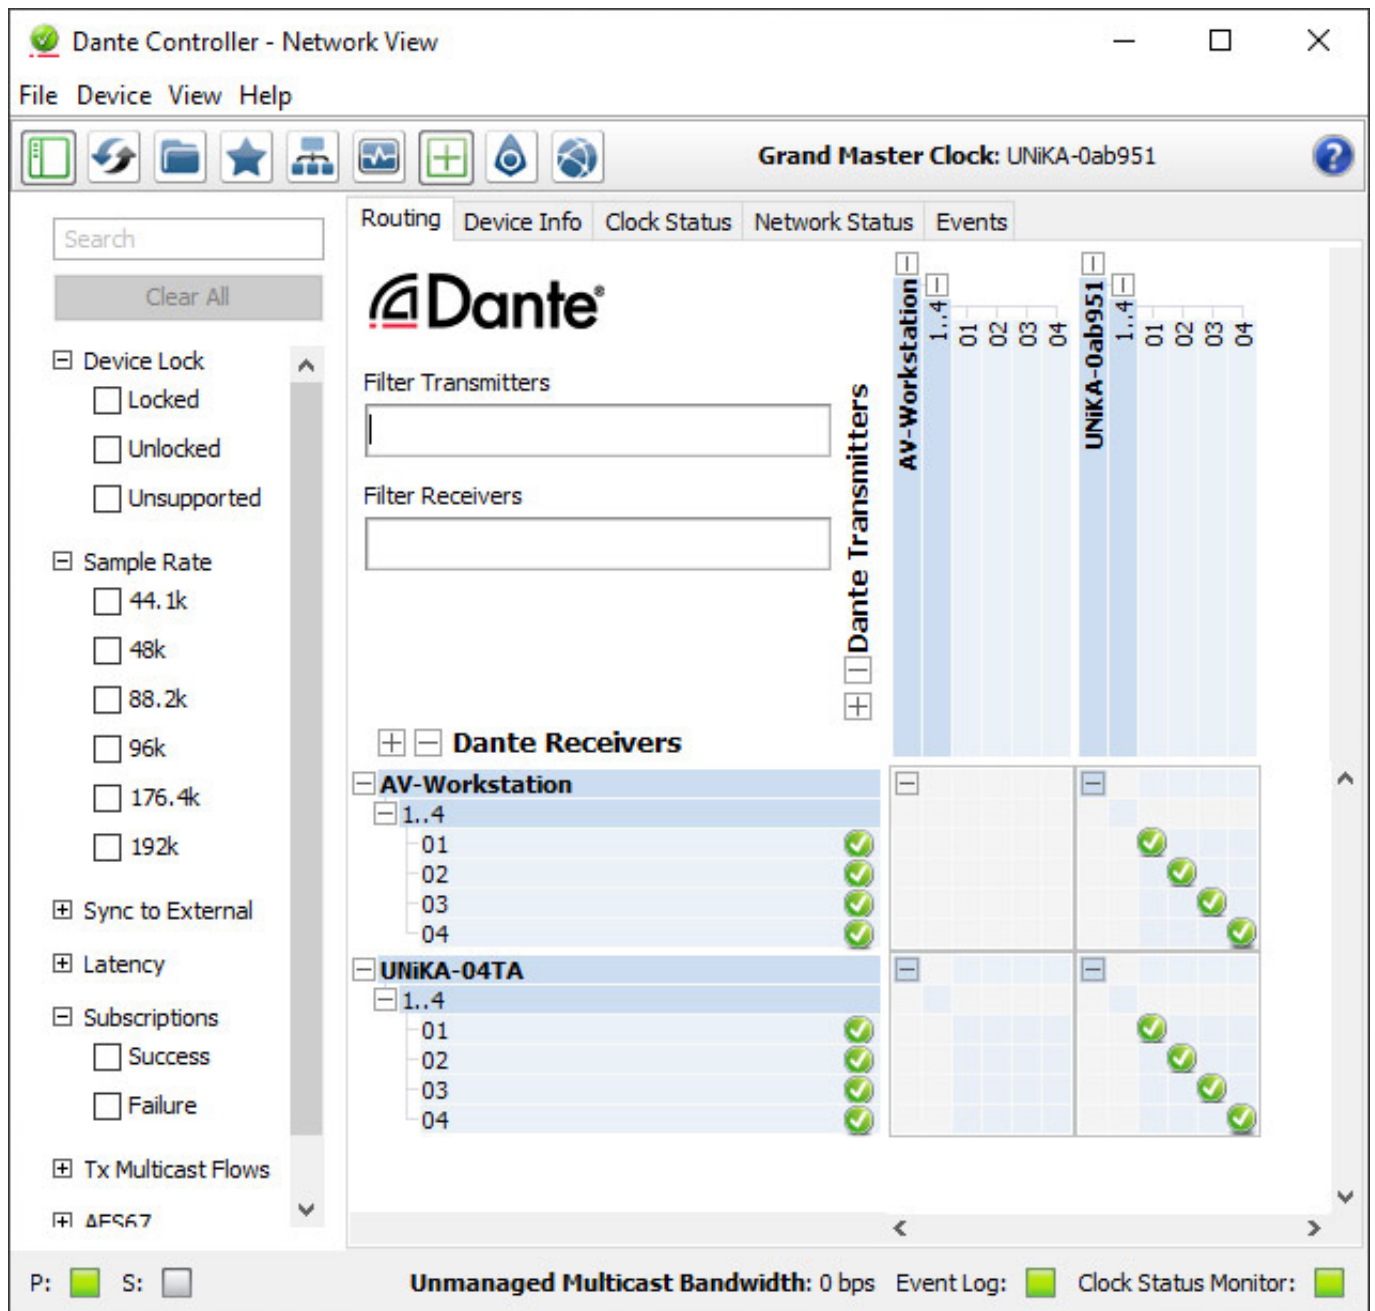 Dante Controller - Network View
File Device View Help
Grand Master Clock: UNiKA-0ab951
Search
Clear All
Device Lock
Locked
Unlocked
Unsupported
Sample Rate
44.1k
48k
88.2k
96k
176.4k
192k
Sync to External
Latency
Subscriptions
Success
Failure
Tx Multicast Flows
AES67
Routing Device Info Clock Status Network Status Events
Dante®
Filter Transmitters
Filter Receivers
Dante Transmitters
AV-Workstation
1..4
01
02
03
04
UNiKA-0ab951
1..4
01
02
03
04
Dante Receivers
AV-Workstation
1..4
01
02
03
04
UNiKA-04TA
1..4
01
02
03
04
P: S: Unmanaged Multicast Bandwidth: 0 bps Event Log: Clock Status Monitor: